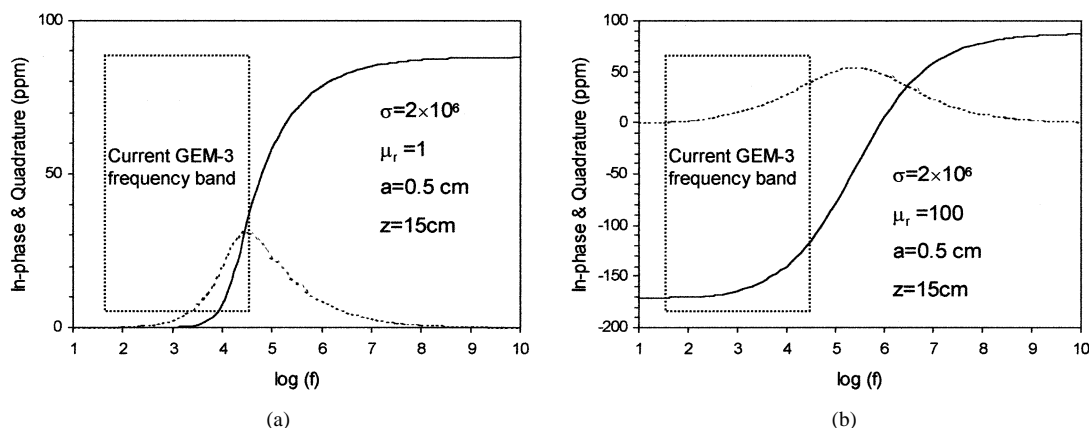 In-phase & Quadrature (ppm)
100
50
0
Current GEM-3
frequency band
σ=2×10⁶
μᵣ =1
a=0.5 cm
z=15cm
1 2 3 4 5 6 7 8 9 10
log (f)
(a)
In-phase & Quadrature (ppm)
100
50
0
-50
-100
-150
-200
Current GEM-3
frequency band
σ=2×10⁶
μᵣ =100
a=0.5 cm
z=15cm
1 2 3 4 5 6 7 8 9 10
log (f)
(b)